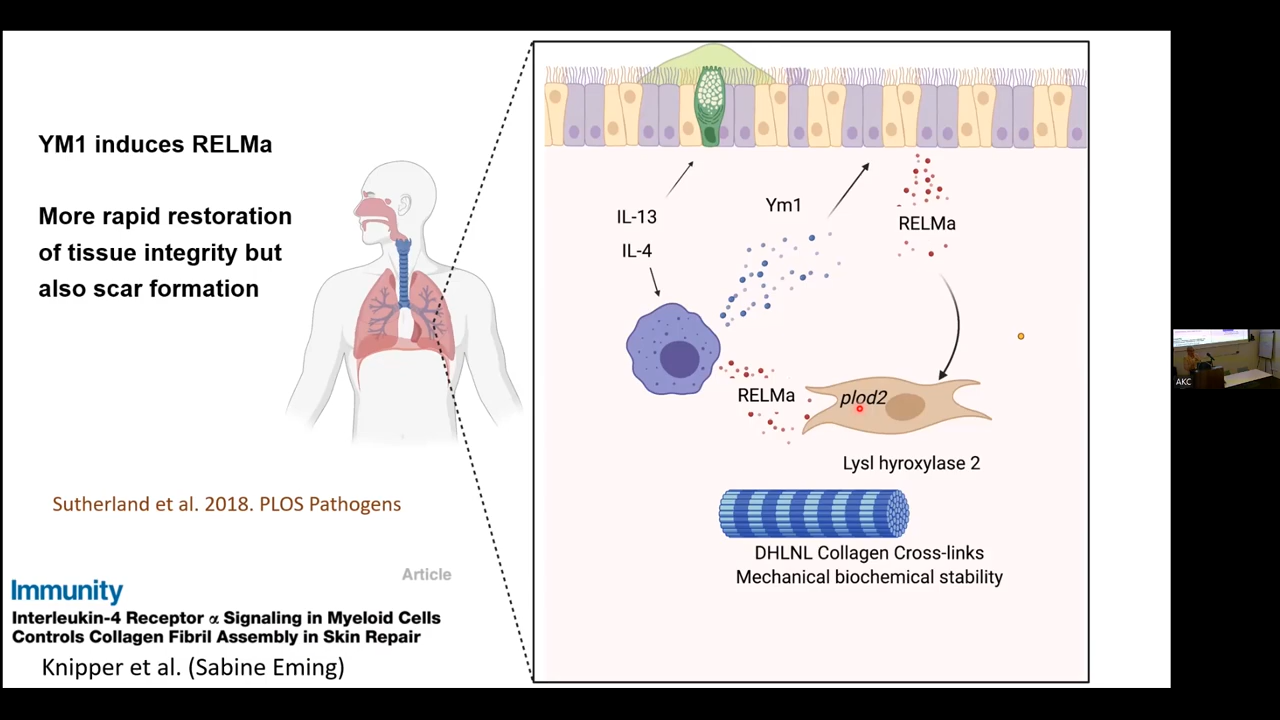 YM1 induces RELMa
More rapid restoration
of tissue integrity but
also scar formation
Sutherland et al. 2018. PLOS Pathogens
Article
Immunity
Interleukin-4 Receptor α Signaling in Myeloid Cells
Controls Collagen Fibril Assembly in Skin Repair
Knipper et al. (Sabine Eming)
IL-13
IL-4
Ym1
RELMa
RELMa
plod2
Lysl hyroxylase 2
DHLNL Collagen Cross-links
Mechanical biochemical stability
AKC